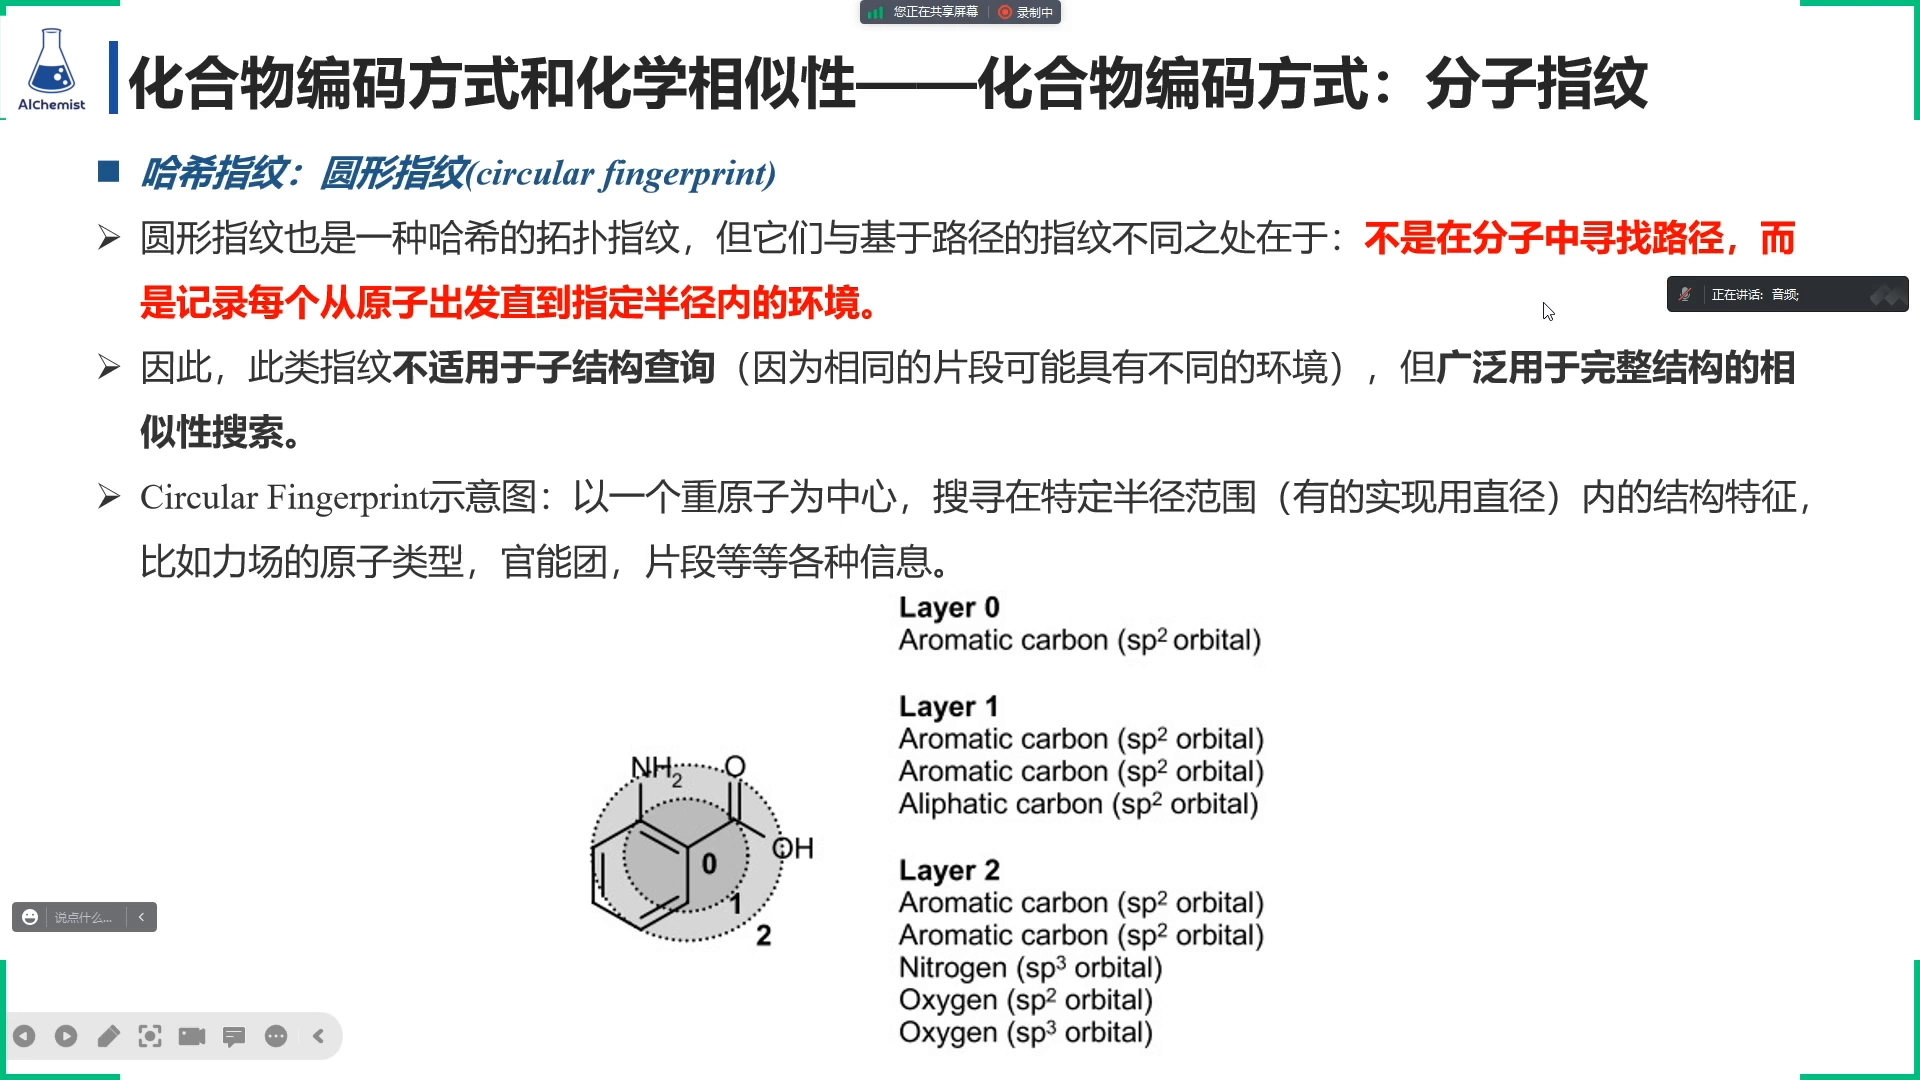 您正在共享屏幕 录制中
AIChemist
化合物编码方式和化学相似性——化合物编码方式：分子指纹
哈希指纹：圆形指纹(circular fingerprint)
圆形指纹也是一种哈希的拓扑指纹，但它们与基于路径的指纹不同之处在于：不是在分子中寻找路径，而
是记录每个从原子出发直到指定半径内的环境。
正在讲话: 音频;
因此，此类指纹不适用于子结构查询（因为相同的片段可能具有不同的环境），但广泛用于完整结构的相
似性搜索。
Circular Fingerprint示意图：以一个重原子为中心，搜寻在特定半径范围（有的实现用直径）内的结构特征，
比如力场的原子类型，官能团，片段等等各种信息。
Layer 0
Aromatic carbon (sp² orbital)
Layer 1
Aromatic carbon (sp² orbital)
Aromatic carbon (sp² orbital)
Aliphatic carbon (sp² orbital)
Layer 2
Aromatic carbon (sp² orbital)
Aromatic carbon (sp² orbital)
Nitrogen (sp³ orbital)
Oxygen (sp² orbital)
Oxygen (sp³ orbital)
NH₂ O
OH
0
1
2
说点什么...